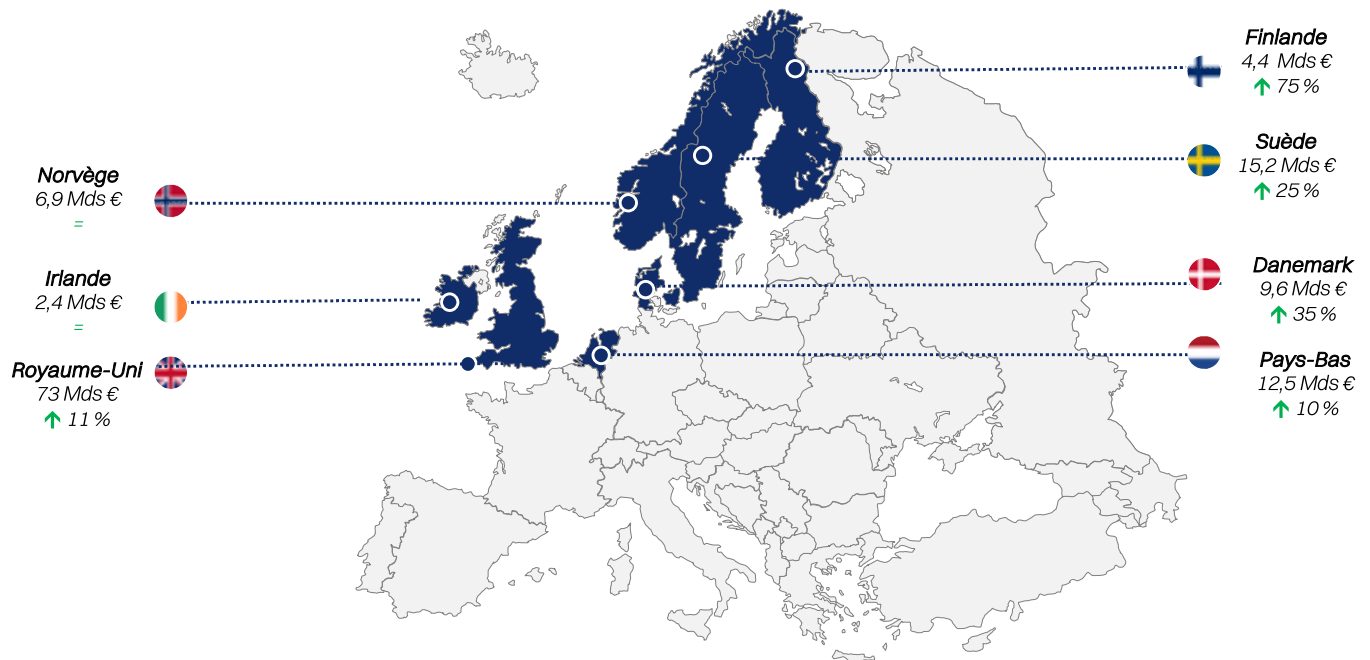 Finlande
4,4 Mds €
↑ 75 %
Suède
15,2 Mds €
↑ 25 %
Norvège
6,9 Mds €
=
Danemark
9,6 Mds €
↑ 35 %
Irlande
2,4 Mds €
=
Pays-Bas
12,5 Mds €
↑ 10 %
Royaume-Uni
73 Mds €
↑ 11 %